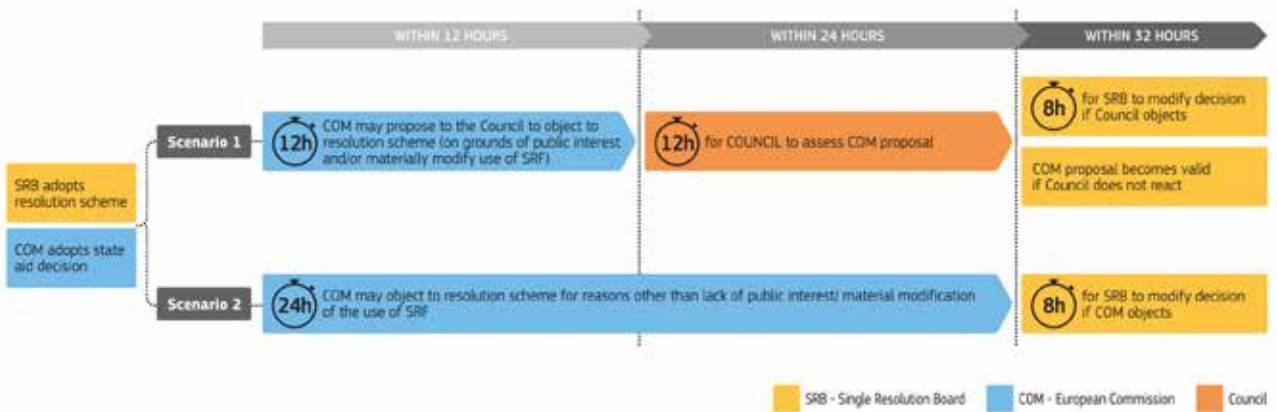 WITHIN 12 HOURS
WITHIN 24 HOURS
WITHIN 32 HOURS
SRB adopts
resolution scheme
COM adopts state
aid decision
Scenario 1
12h
COM may propose to the Council to object to
resolution scheme (on grounds of public interest
and/or materially modify use of SRF)
12h
for COUNCIL to assess COM proposal
8h
for SRB to modify decision
if Council objects
COM proposal becomes valid
if Council does not react
Scenario 2
24h
COM may object to resolution scheme for reasons other than lack of public interest/ material modification
of the use of SRF
8h
for SRB to modify decision
if COM objects
SRB - Single Resolution Board
COM - European Commission
Council